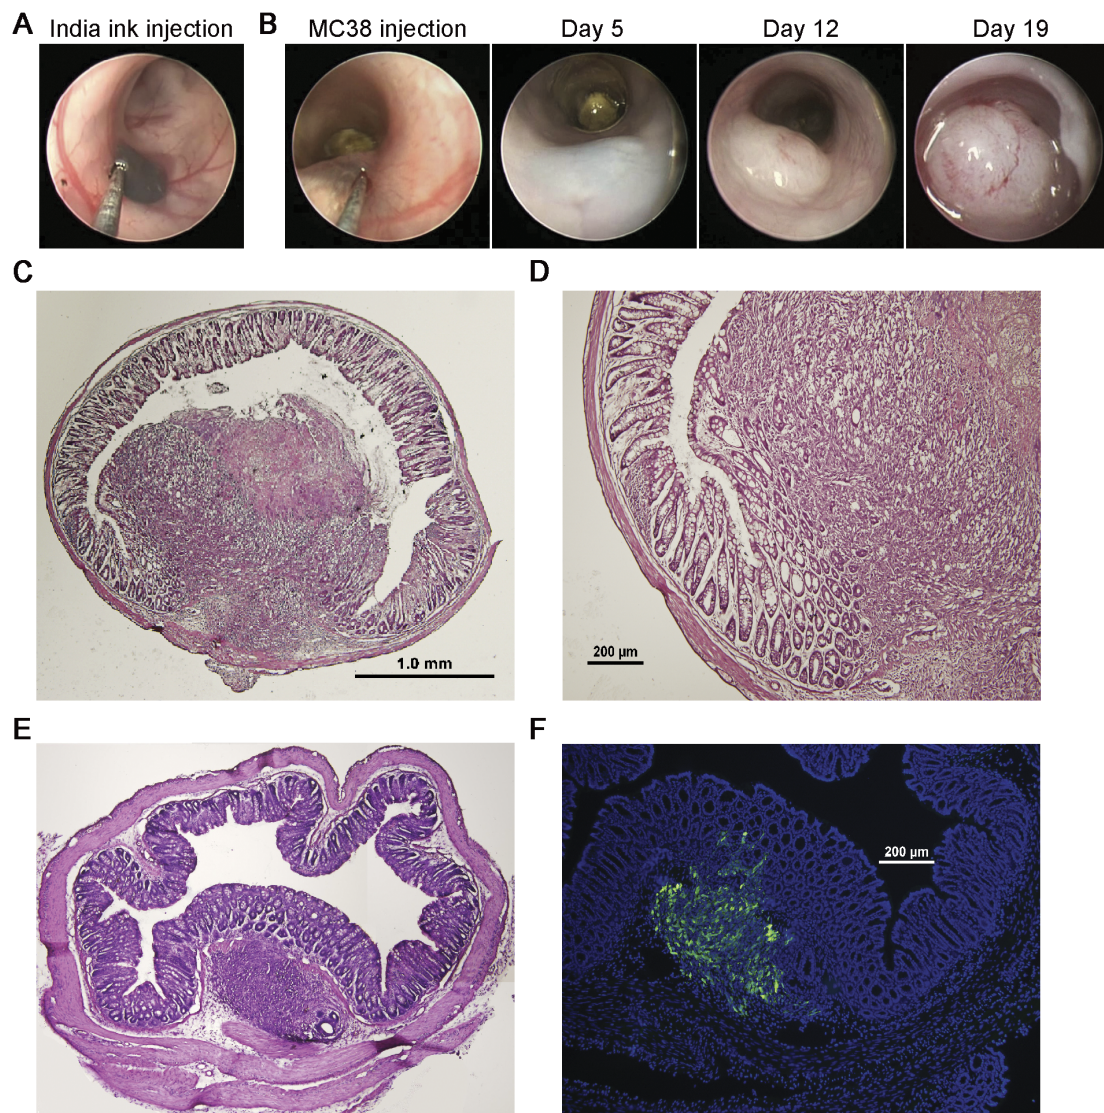 A India ink injection B MC38 injection Day 5 Day 12 Day 19
C D
1.0 mm
200 µm
E F
200 µm